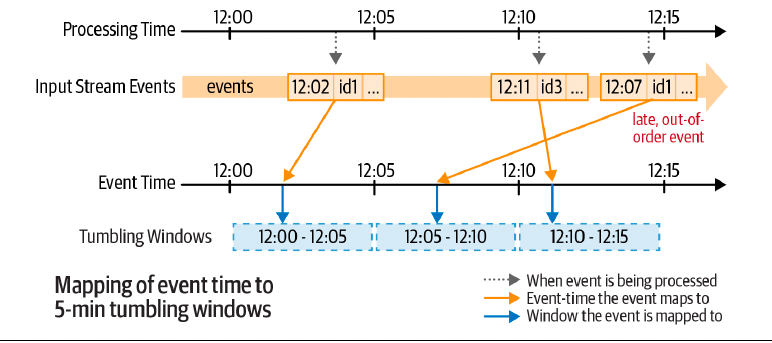 12:00 12:05 12:10 12:15
Processing Time
Input Stream Events events 12:02 id1 ... 12:11 id3 ... 12:07 id1 ...
late, out-of-
order event
12:00 12:05 12:10 12:15
Event Time
Tumbling Windows 12:00 - 12:05 12:05 - 12:10 12:10 - 12:15
Mapping of event time to
5-min tumbling windows
When event is being processed
Event-time the event maps to
Window the event is mapped to